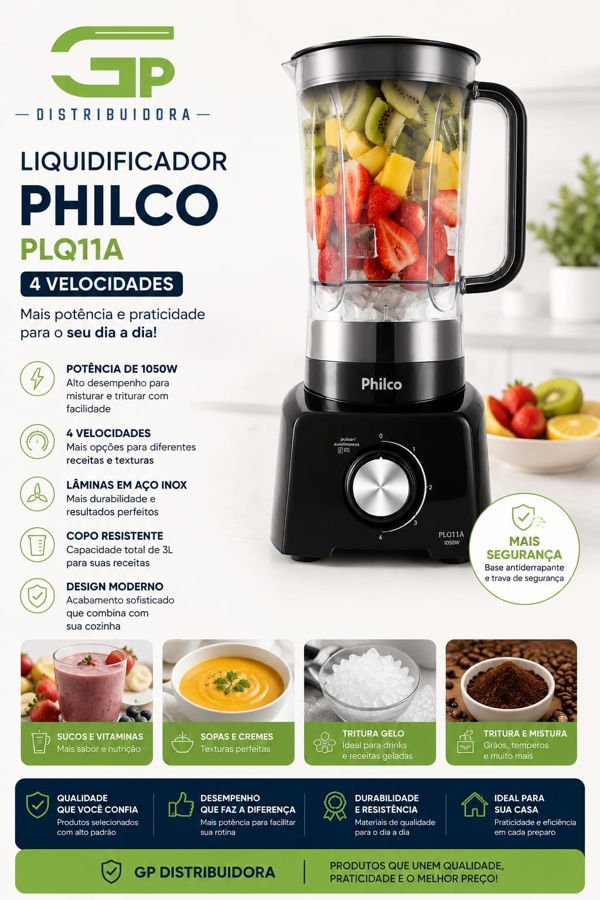 GP
DISTRIBUIDORA
LIQUIDIFICADOR
PHILCO
PLQ11A
4 VELOCIDADES
Mais potência e praticidade
para o seu dia a dia!
POTÊNCIA DE 1050W
Alto desempenho para
misturar e triturar com
facilidade
4 VELOCIDADES
Mais opções para diferentes
receitas e texturas
LÂMINAS EM AÇO INOX
Mais durabilidade e
resultados perfeitos
COPO RESISTENTE
Capacidade total de 3L
para suas receitas
DESIGN MODERNO
Acabamento sofisticado
que combina com
sua cozinha
Philco
pulsar/
autolimpeza
0
1
2
3
4
PLQ11A
1050W
MAIS
SEGURANÇA
Base antiderrapante
e trava de segurança
SUCOS E VITAMINAS
Mais sabor e nutrição
SOPAS E CREMES
Texturas perfeitas
TRITURA GELO
Ideal para drinks
e receitas geladas
TRITURA E MISTURA
Grãos, temperos
e muito mais
QUALIDADE
QUE VOCÊ CONFIA
Produtos selecionados
com alto padrão
DESEMPENHO
QUE FAZ A DIFERENÇA
Mais potência para facilitar
sua rotina
DURABILIDADE
E RESISTÊNCIA
Materiais de qualidade
para o dia a dia
IDEAL PARA
SUA CASA
Praticidade e eficiência
em cada preparo
GP DISTRIBUIDORA
PRODUTOS QUE UNEM QUALIDADE,
PRATICIDADE E O MELHOR PREÇO!